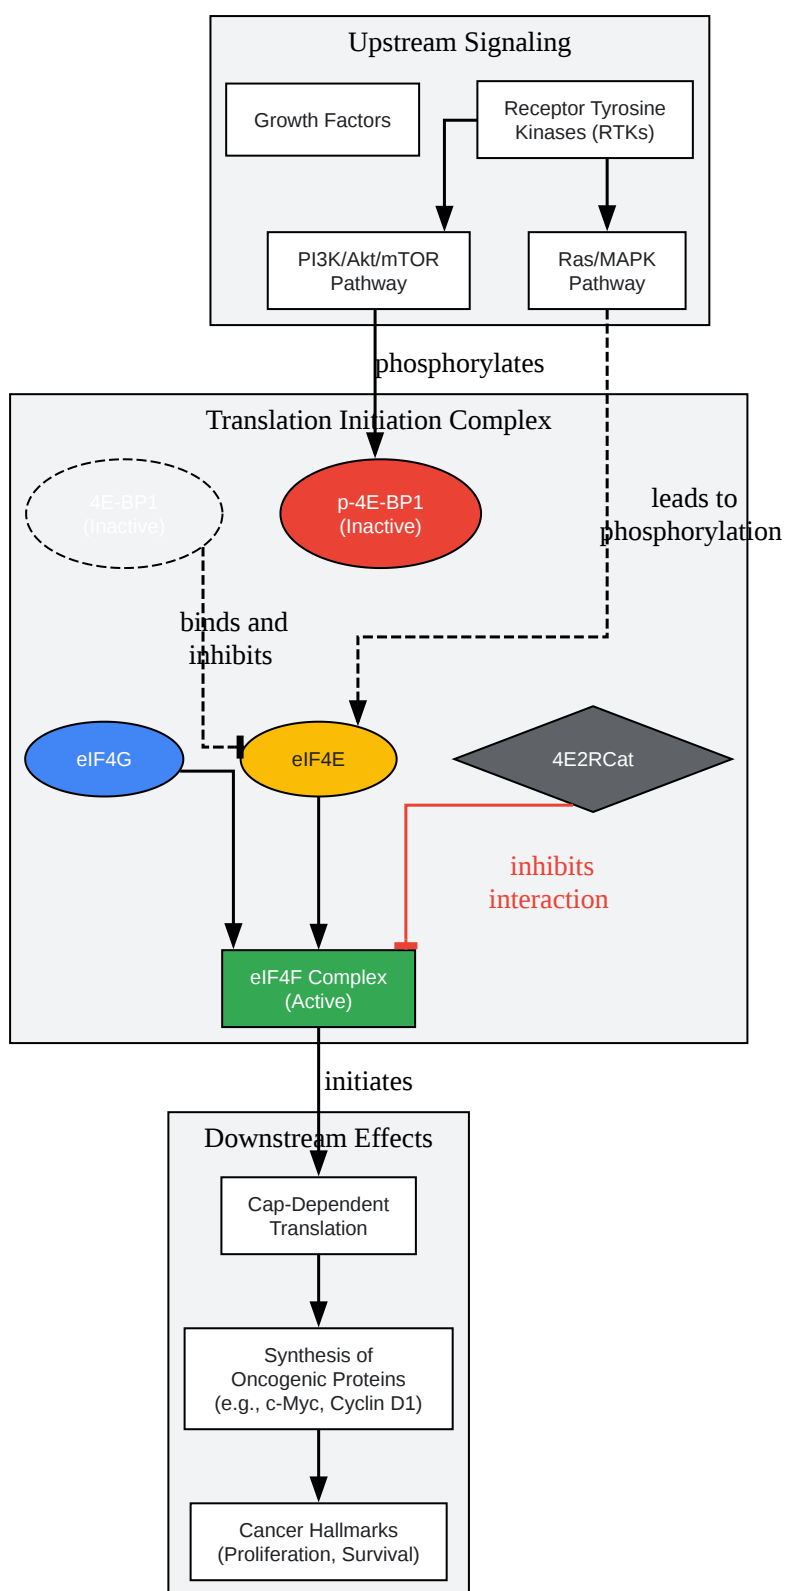 Upstream Signaling
Growth Factors
Receptor Tyrosine
Kinases (RTKs)
PI3K/Akt/mTOR
Pathway
Ras/MAPK
Pathway
phosphorylates
Translation Initiation Complex
4E-BP1
(Inactive)
p-4E-BP1
(Inactive)
leads to
phosphorylation
binds and
inhibits
eIF4G
eIF4E
4E2RCat
inhibits
interaction
eIF4F Complex
(Active)
initiates
Downstream Effects
Cap-Dependent
Translation
Synthesis of
Oncogenic Proteins
(e.g., c-Myc, Cyclin D1)
Cancer Hallmarks
(Proliferation, Survival)